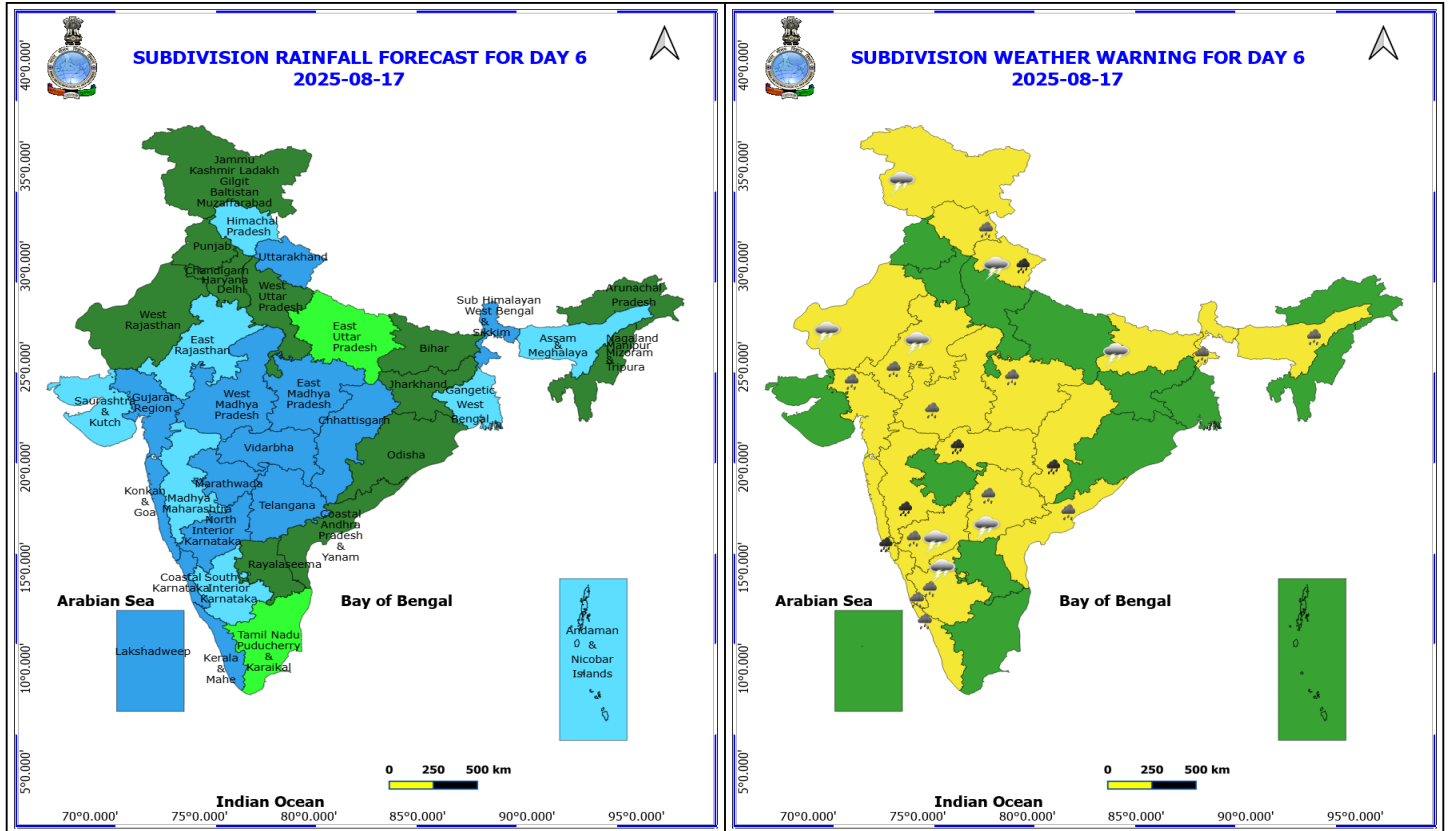 SUBDIVISION RAINFALL FORECAST FOR DAY 6
2025-08-17
40°0.000'
35°0.000'
30°0.000'
25°0.000'
20°0.000'
15°0.000'
10°0.000'
5°0.000'
Jammu
Kashmir Ladakh
Gilgit
Baltistan
Muzaffarabad
Himachal
Pradesh
Punjab
Uttarakhand
Chandigarh
Haryana
Delhi
West
Uttar
Pradesh
West
Rajasthan
East
Rajasthan
East
Uttar
Pradesh
Bihar
Sub Himalayan
West Bengal
&
Sikkim
Arunachal
Pradesh
Assam
&
Meghalaya
Nagaland
Manipur
Mizoram
&
Tripura
Saurashtra
&
Kutch
Gujarat
Region
West
Madhya
Pradesh
East
Madhya
Pradesh
Jharkhand
Gangetic
West
Bengal
Chhattisgarh
Odisha
Vidarbha
Konkan
&
Goa
Madhya
Maharashtra
Marathwada
Telangana
North
Interior
Karnataka
Coastal
Andhra
Pradesh
&
Yanam
Rayalaseema
Coastal
Karnataka
South
Interior
Karnataka
Arabian Sea
Bay of Bengal
Lakshadweep
Kerala
&
Mahe
Tamil Nadu
Puducherry
&
Karaikal
Andaman
&
Nicobar
Islands
0 250 500 km
Indian Ocean
70°0.000' 75°0.000' 80°0.000' 85°0.000' 90°0.000' 95°0.000'
SUBDIVISION WEATHER WARNING FOR DAY 6
2025-08-17
40°0.000'
35°0.000'
30°0.000'
25°0.000'
20°0.000'
15°0.000'
10°0.000'
5°0.000'
Arabian Sea
Bay of Bengal
0 250 500 km
Indian Ocean
70°0.000' 75°0.000' 80°0.000' 85°0.000' 90°0.000' 95°0.000'